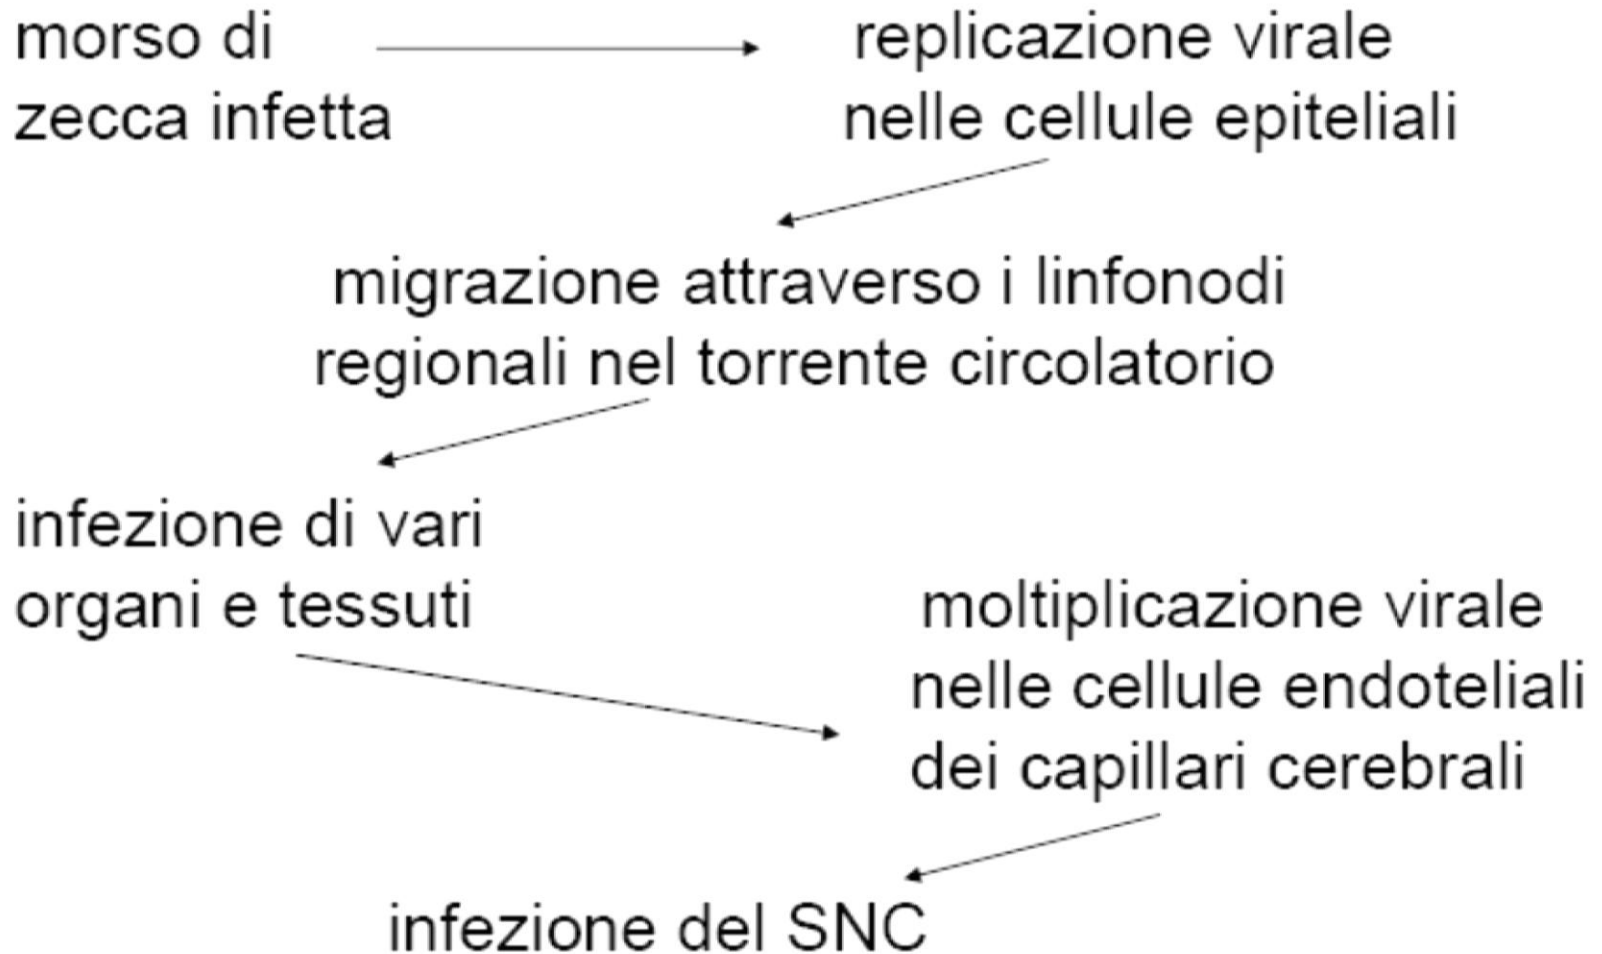 morso di
zecca infetta
replicazione virale
nelle cellule epiteliali
migrazione attraverso i linfonodi
regionali nel torrente circolatorio
infezione di vari
organi e tessuti
moltiplicazione virale
nelle cellule endoteliali
dei capillari cerebrali
infezione del SNC